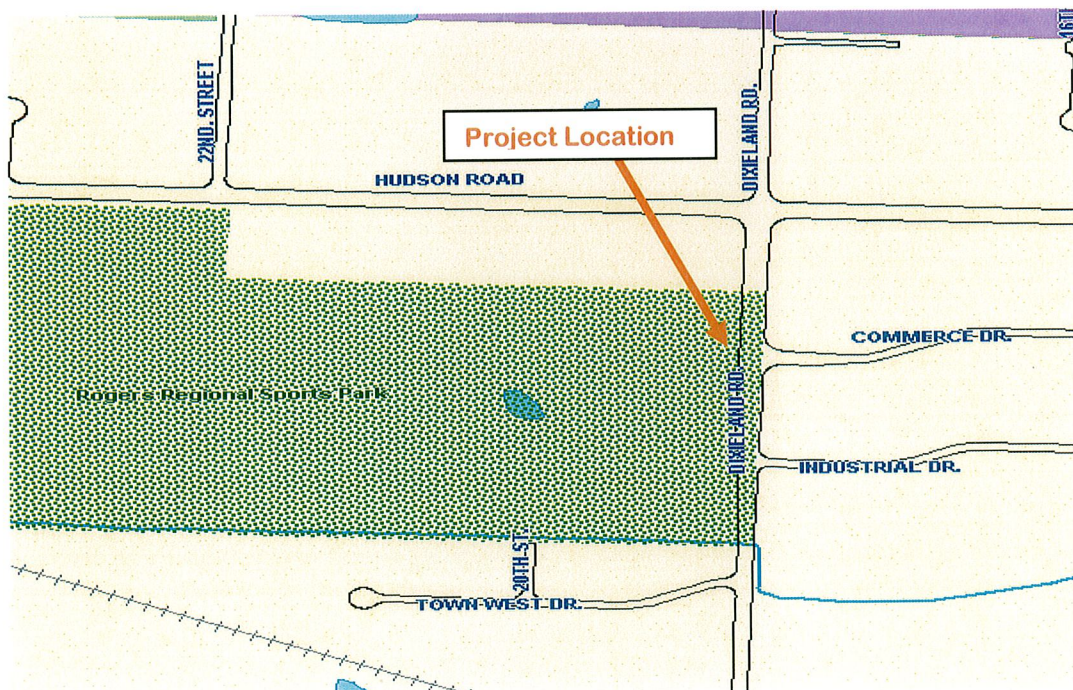 16TH
22ND. STREET
DIXIELAND RD.
Project Location
HUDSON ROAD
COMMERCE DR.
Rogers Regional Sports Park
DIXIELAND RD.
INDUSTRIAL DR.
20TH ST.
TOWN WEST DR.